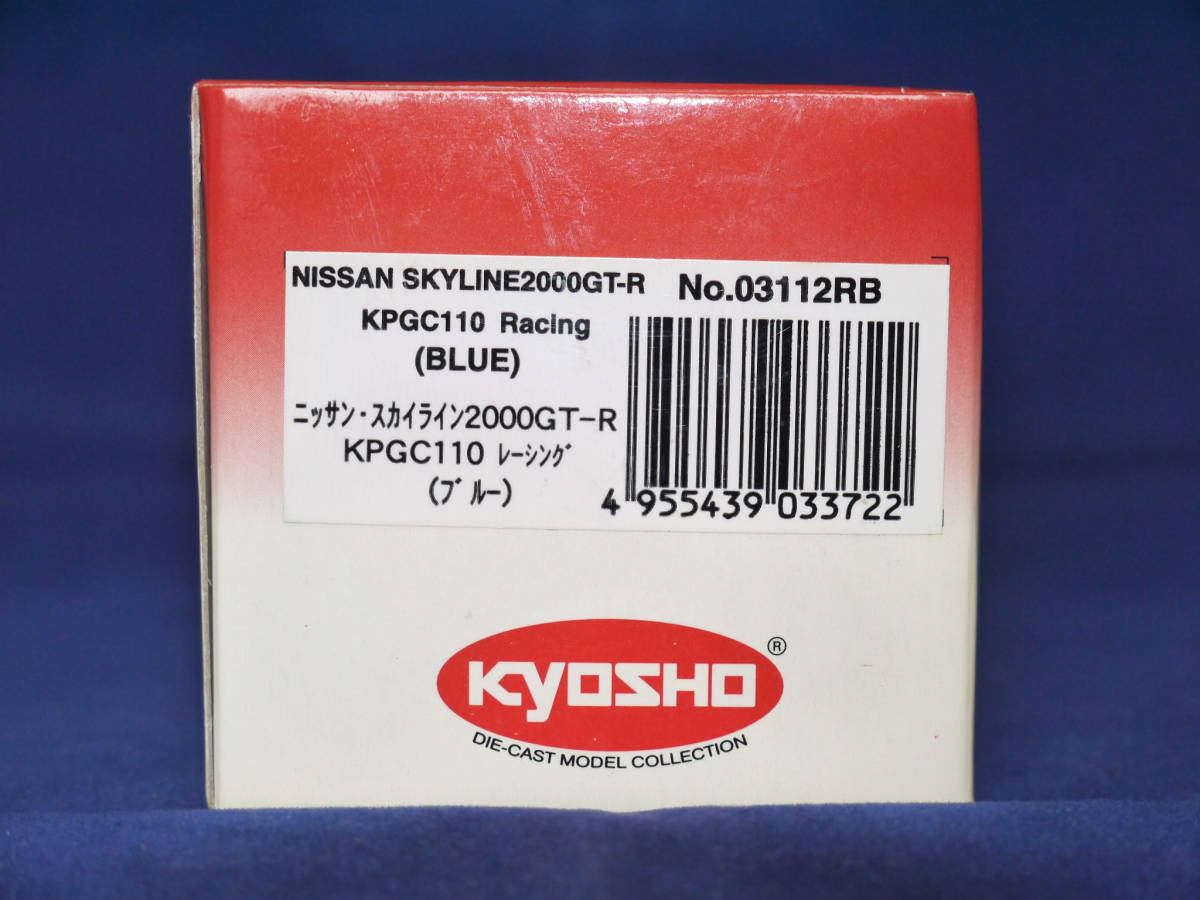 NISSAN SKYLINE2000GT-R No.03112RB
KPGC110 Racing
(BLUE)
ニッサン・スカイライン2000GT-R
KPGC110 レーシング
(ブルー)
4 955439 033722
KYOSHO ®
DIE-CAST MODEL COLLECTION